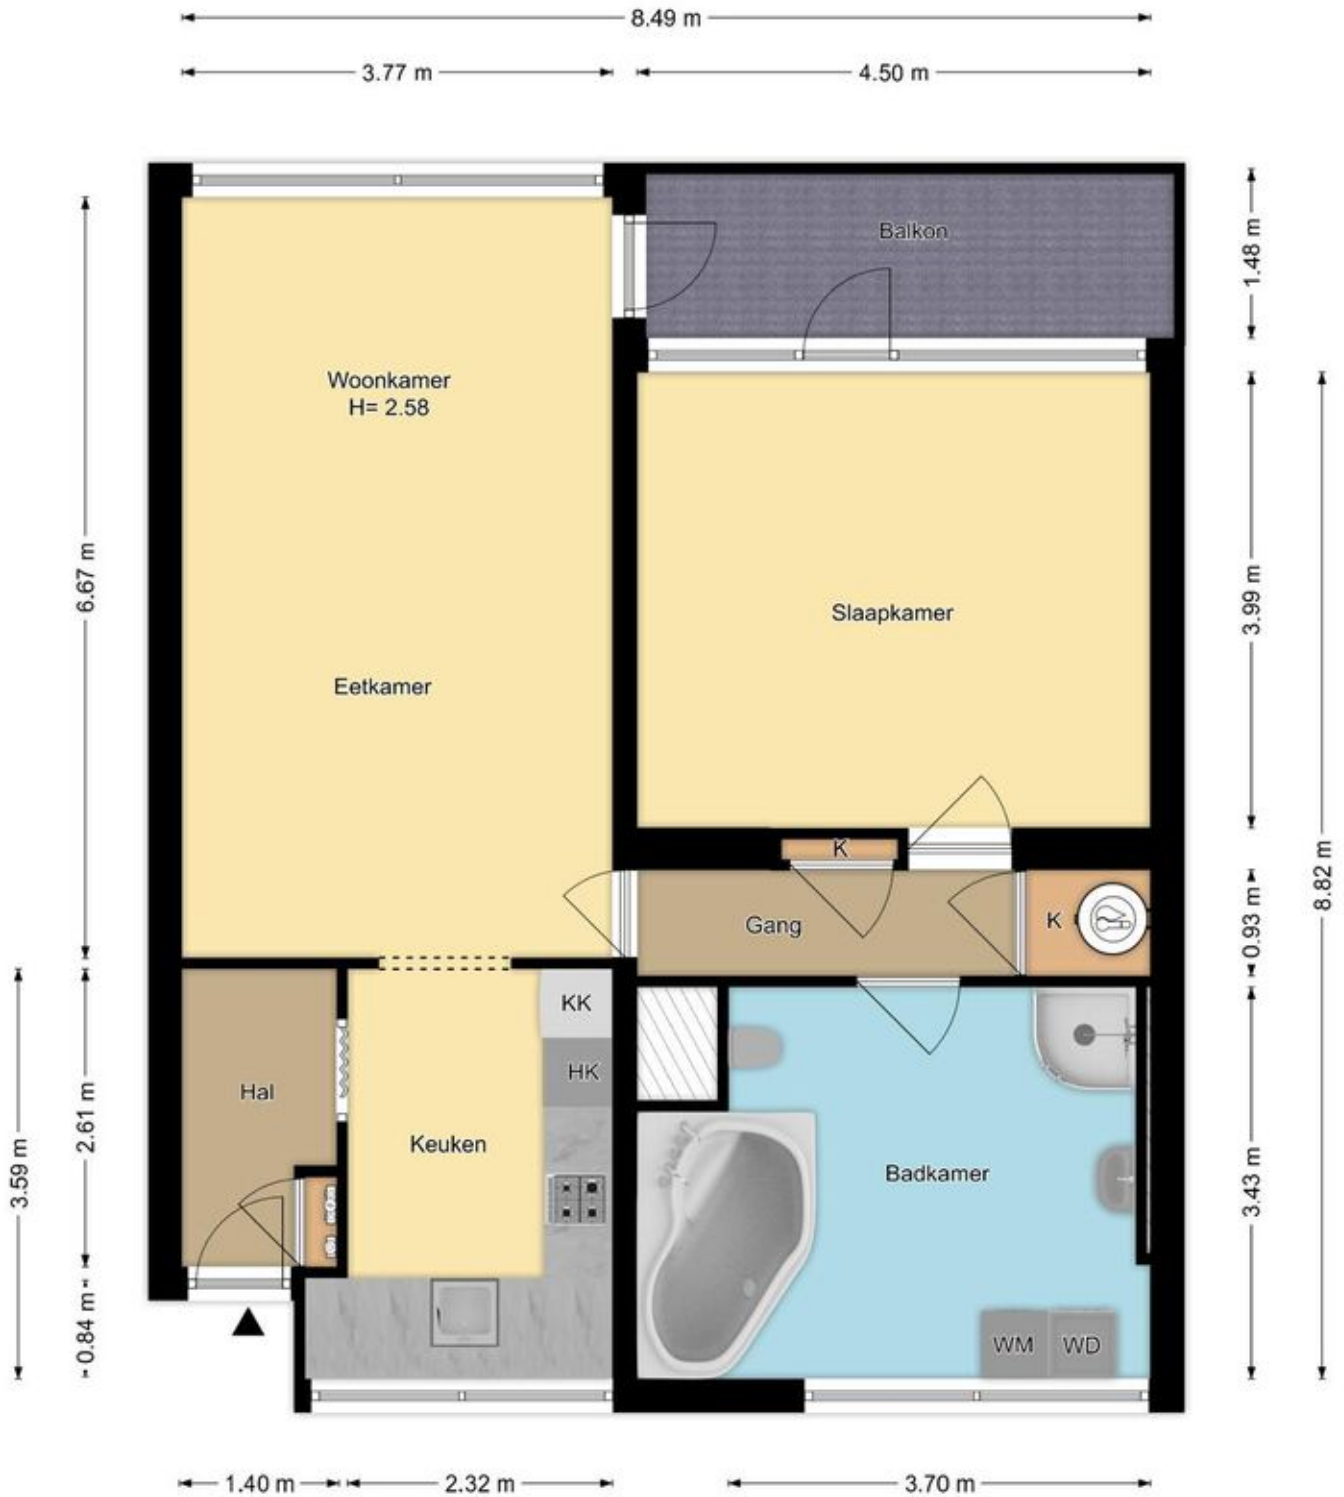 8.49 m
3.77 m
4.50 m
Balkon
1.48 m
Woonkamer
H= 2.58
6.67 m
Slaapkamer
3.99 m
Eetkamer
8.82 m
K
Gang
K
0.93 m
KK
HK
Hal
Keuken
2.61 m
3.59 m
Badkamer
3.43 m
0.84 m
WM
WD
1.40 m
2.32 m
3.70 m